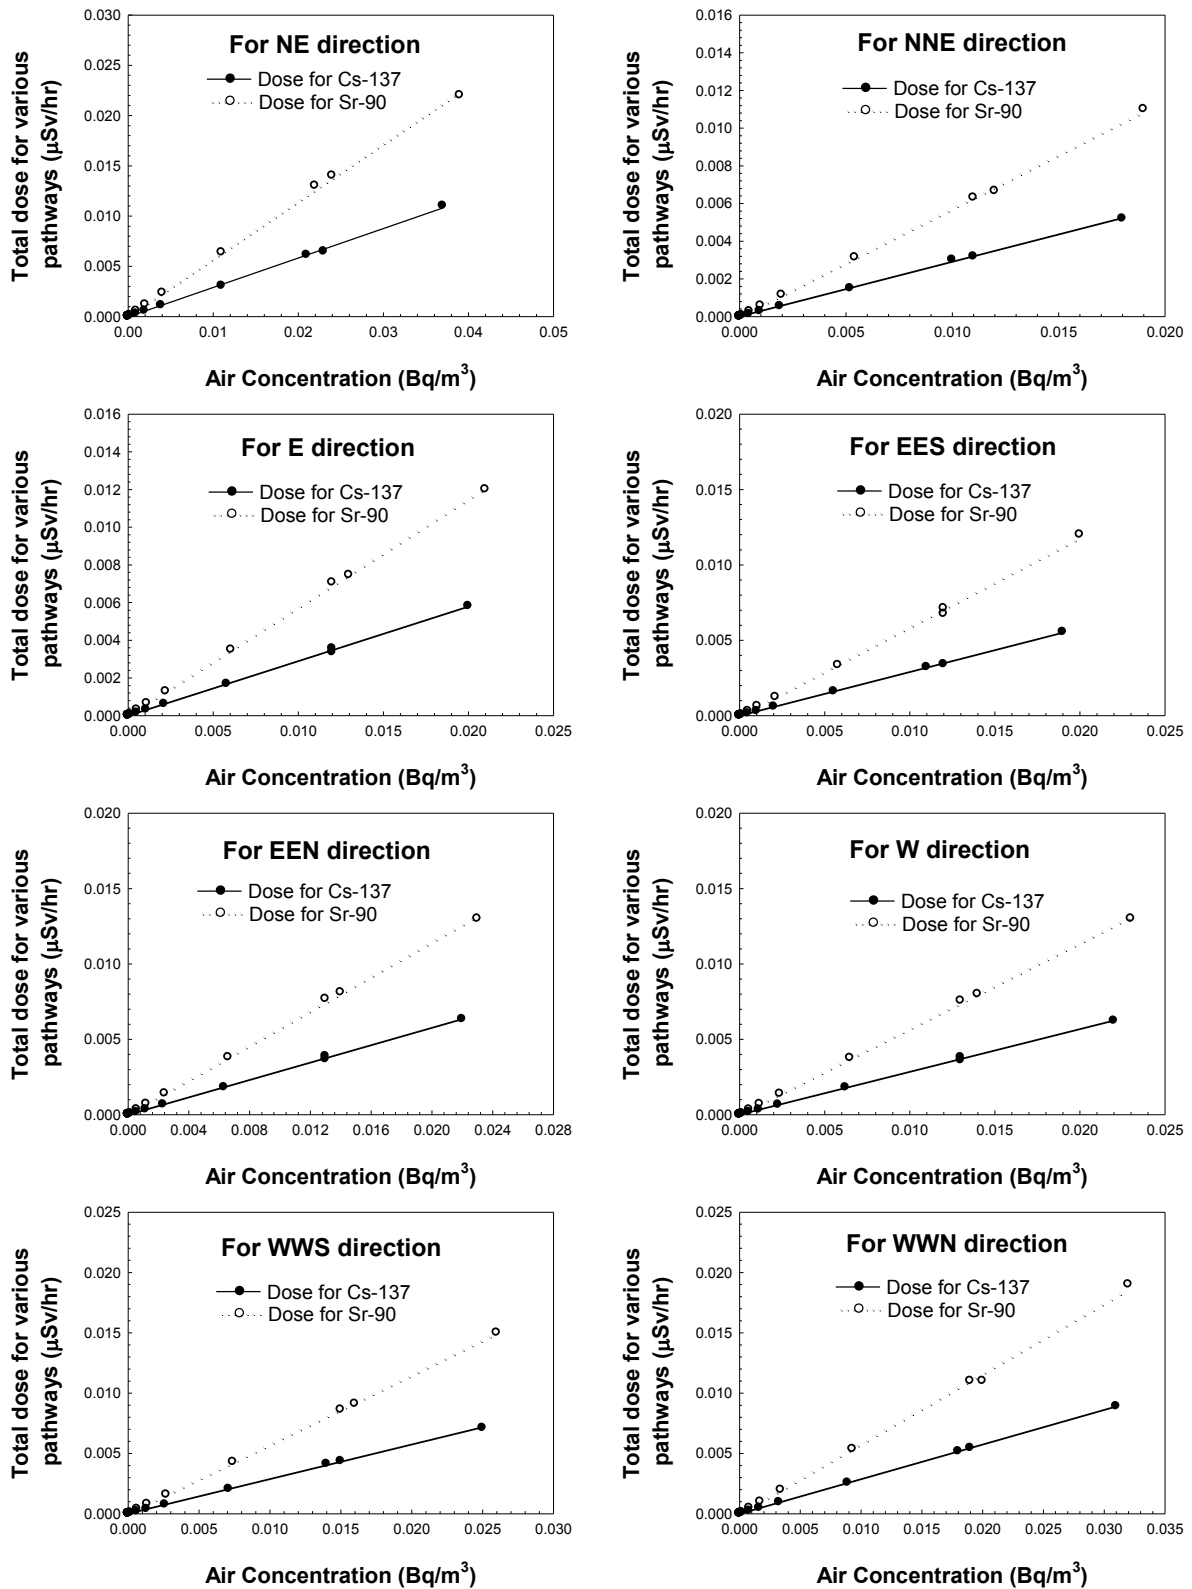 For NE direction
Dose for Cs-137
Dose for Sr-90
Total dose for various
pathways (μSv/hr)
0.030
0.025
0.020
0.015
0.010
0.005
0.000
0.00 0.01 0.02 0.03 0.04 0.05
Air Concentration (Bq/m³)
For NNE direction
Dose for Cs-137
Dose for Sr-90
Total dose for various
pathways (μSv/hr)
0.016
0.014
0.012
0.010
0.008
0.006
0.004
0.002
0.000
0.000 0.005 0.010 0.015 0.020
Air Concentration (Bq/m³)
For E direction
Dose for Cs-137
Dose for Sr-90
Total dose for various
pathways (μSv/hr)
0.016
0.014
0.012
0.010
0.008
0.006
0.004
0.002
0.000
0.000 0.005 0.010 0.015 0.020 0.025
Air Concentration (Bq/m³)
For EES direction
Dose for Cs-137
Dose for Sr-90
Total dose for various
pathways (μSv/hr)
0.020
0.015
0.010
0.005
0.000
0.000 0.005 0.010 0.015 0.020 0.025
Air Concentration (Bq/m³)
For EEN direction
Dose for Cs-137
Dose for Sr-90
Total dose for various
pathways (μSv/hr)
0.020
0.015
0.010
0.005
0.000
0.000 0.004 0.008 0.012 0.016 0.020 0.024 0.028
Air Concentration (Bq/m³)
For W direction
Dose for Cs-137
Dose for Sr-90
Total dose for various
pathways (μSv/hr)
0.020
0.015
0.010
0.005
0.000
0.000 0.005 0.010 0.015 0.020 0.025
Air Concentration (Bq/m³)
For WWS direction
Dose for Cs-137
Dose for Sr-90
Total dose for various
pathways (μSv/hr)
0.025
0.020
0.015
0.010
0.005
0.000
0.000 0.005 0.010 0.015 0.020 0.025 0.030
Air Concentration (Bq/m³)
For WWN direction
Dose for Cs-137
Dose for Sr-90
Total dose for various
pathways (μSv/hr)
0.025
0.020
0.015
0.010
0.005
0.000
0.000 0.005 0.010 0.015 0.020 0.025 0.030 0.035
Air Concentration (Bq/m³)